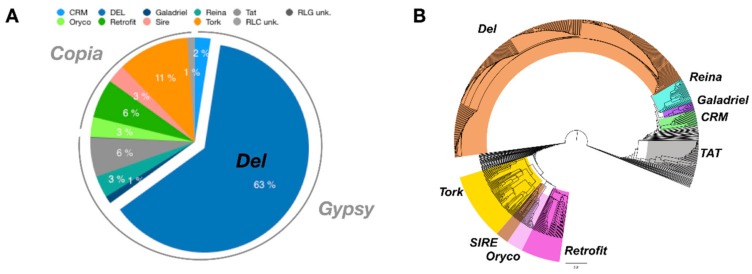 A
CRM DEL Galadriel Reina Tat RLG unk.
Oryco Retrofit Sire Tork RLC unk.
Copia
2 %
1 %
11 %
3 %
6 %
3 %
6 %
3 %
1 %
Del
63 %
Gypsy
B
Del
Reina
Galadriel
CRM
TAT
Tork
SIRE
Oryco
Retrofit